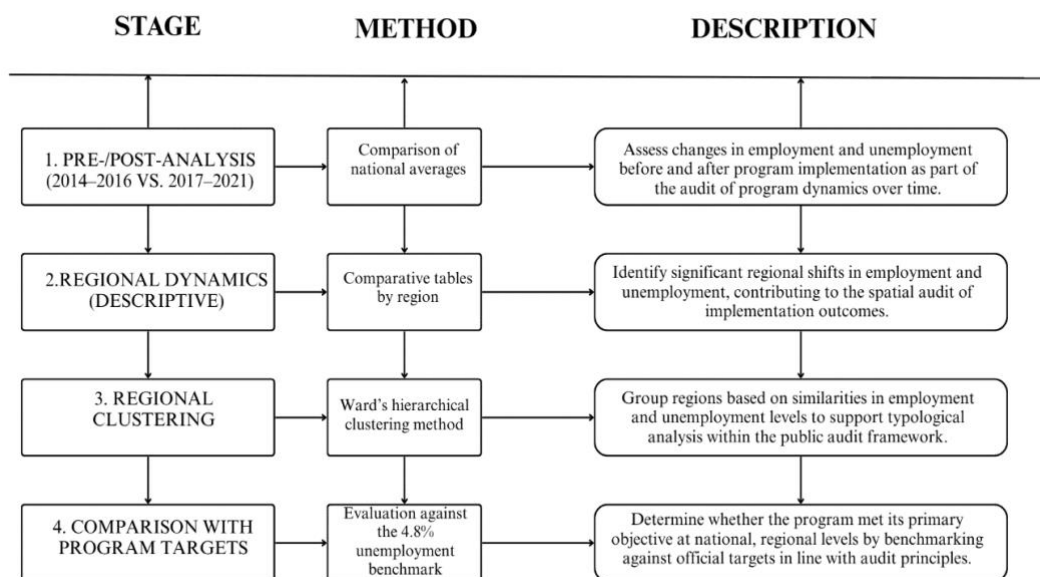 STAGE
METHOD
DESCRIPTION
1. PRE-/POST-ANALYSIS
(2014–2016 VS. 2017–2021)
Comparison of
national averages
Assess changes in employment and unemployment
before and after program implementation as part of
the audit of program dynamics over time.
2.REGIONAL DYNAMICS
(DESCRIPTIVE)
Comparative tables
by region
Identify significant regional shifts in employment and
unemployment, contributing to the spatial audit of
implementation outcomes.
3. REGIONAL
CLUSTERING
Ward’s hierarchical
clustering method
Group regions based on similarities in employment
and unemployment levels to support typological
analysis within the public audit framework.
4. COMPARISON WITH
PROGRAM TARGETS
Evaluation against
the 4.8%
unemployment
benchmark
Determine whether the program met its primary
objective at national, regional levels by benchmarking
against official targets in line with audit principles.